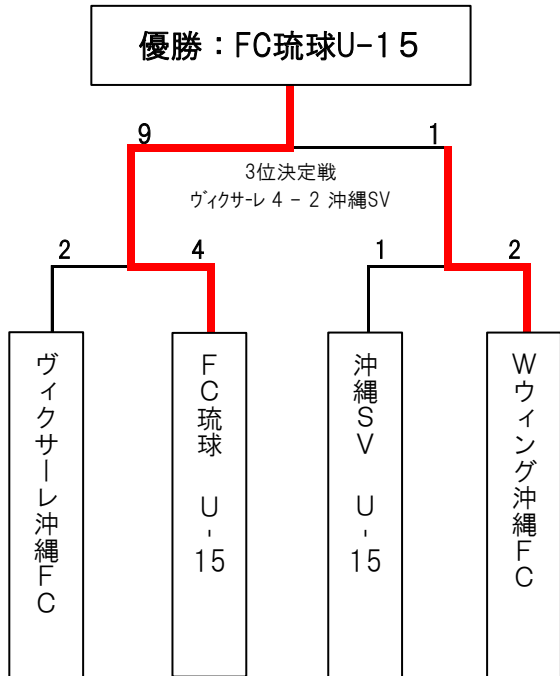 優勝：FC琉球U-15
9
1
3位決定戦
ヴィクサーレ 4 - 2 沖縄SV
2
4
1
2
ヴィクサーレ沖縄FC
FC琉球 U-15
沖縄SV U-15
Wウィング沖縄FC